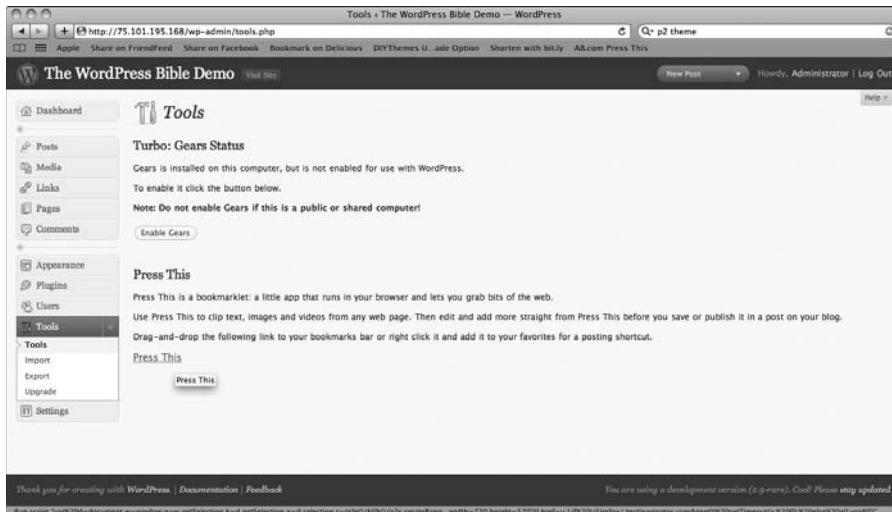 Tools ‹ The WordPress Bible Demo — WordPress
http://75.101.195.168/wp-admin/tools.php
p2 theme
Apple Share on FriendFeed Share on Facebook Bookmark on Delicious DIYThemes U...ade Option Shorten with bit.ly All.com Press This
The WordPress Bible Demo Visit Site
New Post
Howdy, Administrator | Log Out
Help
Dashboard
Posts
Media
Links
Pages
Comments
Appearance
Plugins
Users
Tools
Tools
Import
Export
Upgrade
Settings
Tools
Turbo: Gears Status
Gears is installed on this computer, but is not enabled for use with WordPress.
To enable it click the button below.
Note: Do not enable Gears if this is a public or shared computer!
Enable Gears
Press This
Press This is a bookmarklet: a little app that runs in your browser and lets you grab bits of the web.
Use Press This to clip text, images and videos from any web page. Then edit and add more straight from Press This before you save or publish it in a post on your blog.
Drag-and-drop the following link to your bookmarks bar or right click it and add it to your favorites for a posting shortcut.
Press This
Press This
Thank you for creating with WordPress. | Documentation | Feedback
You are using a development version (2.9-rare). Cool! Please stay updated.